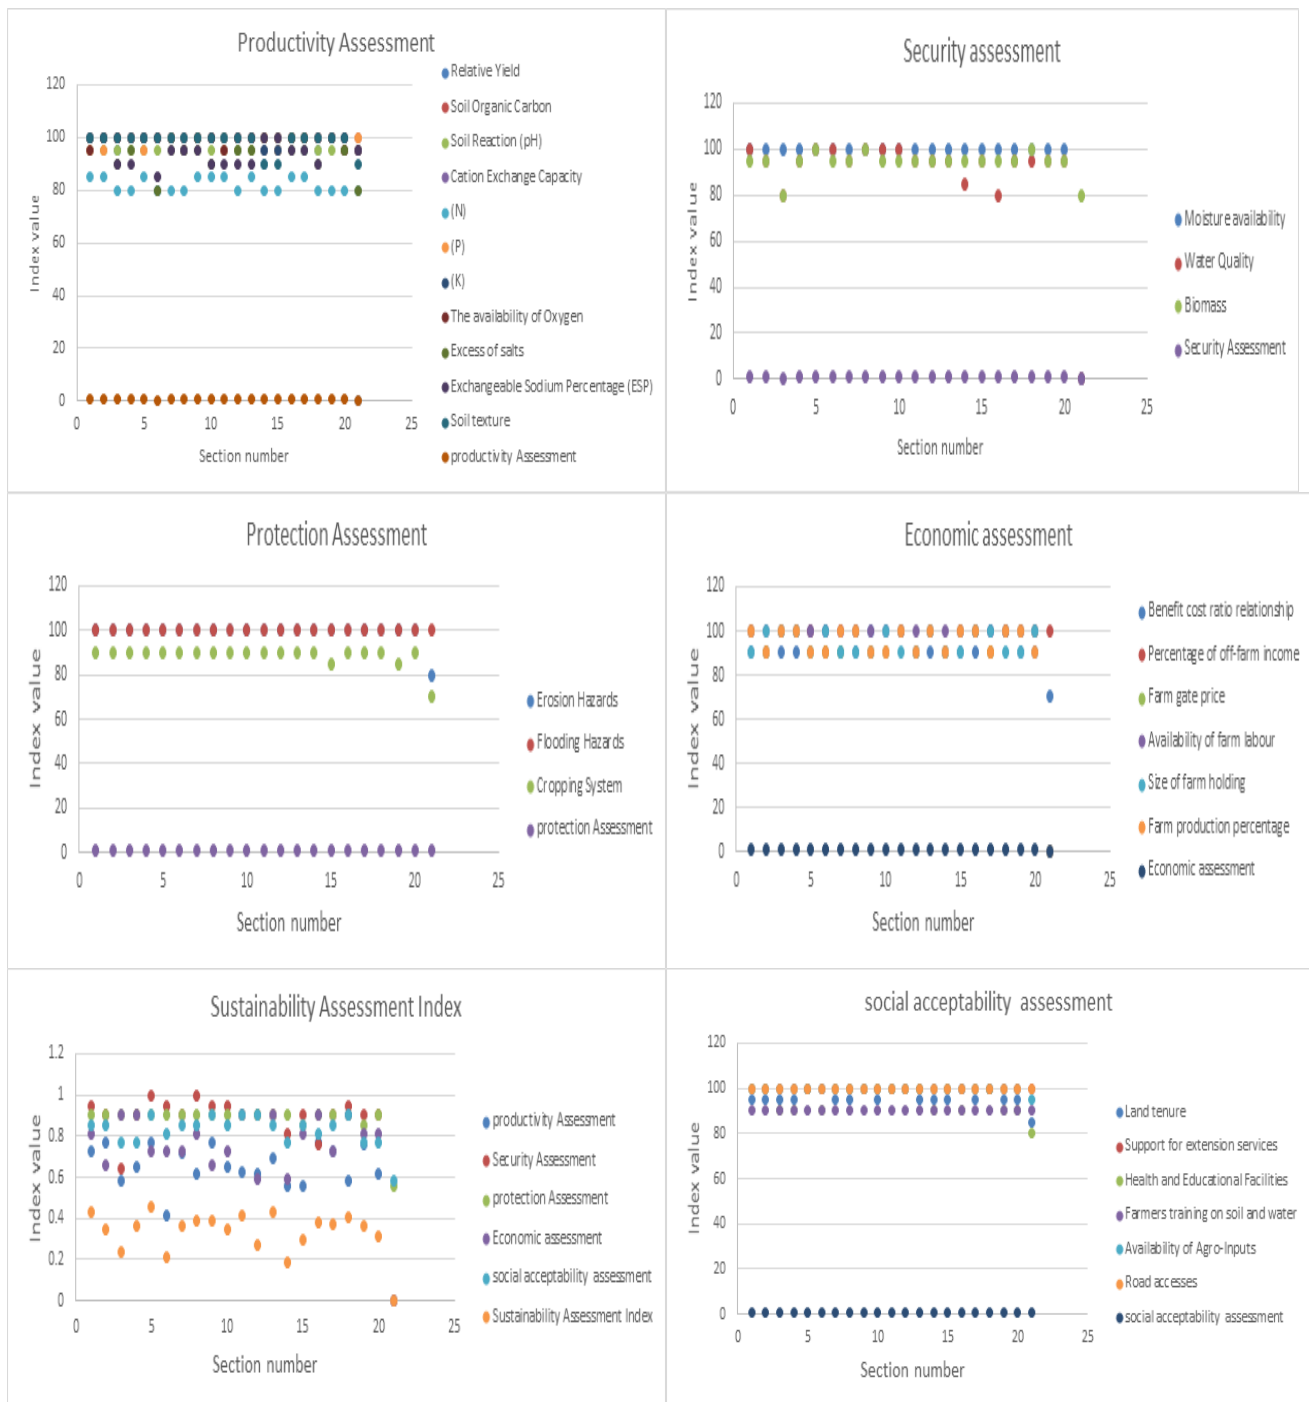 Productivity Assessment
120
100
80
60
40
20
0
0
5
10
15
20
25
Index value
Section number
Relative Yield
Soil Organic Carbon
Soil Reaction (pH)
Cation Exchange Capacity
(N)
(P)
(K)
The availability of Oxygen
Excess of salts
Exchangeable Sodium Percentage (ESP)
Soil texture
productivity Assessment
Security assessment
120
100
80
60
40
20
0
0
5
10
15
20
25
Index value
Section number
Moisture availability
Water Quality
Biomass
Security Assessment
Protection Assessment
120
100
80
60
40
20
0
0
5
10
15
20
25
Index value
Section number
Erosion Hazards
Flooding Hazards
Cropping System
protection Assessment
Economic assessment
120
100
80
60
40
20
0
0
5
10
15
20
25
Index value
Section number
Benefit cost ratio relationship
Percentage of off-farm income
Farm gate price
Availability of farm labour
Size of farm holding
Farm production percentage
Economic assessment
Sustainability Assessment Index
1.2
1
0.8
0.6
0.4
0.2
0
0
5
10
15
20
25
Index value
Section number
productivity Assessment
Security Assessment
protection Assessment
Economic assessment
social acceptability assessment
Sustainability Assessment Index
social acceptability assessment
120
100
80
60
40
20
0
0
5
10
15
20
25
Index value
Section number
Land tenure
Support for extension services
Health and Educational Facilities
Farmers training on soil and water
Availability of Agro-Inputs
Road accesses
social acceptability assessment